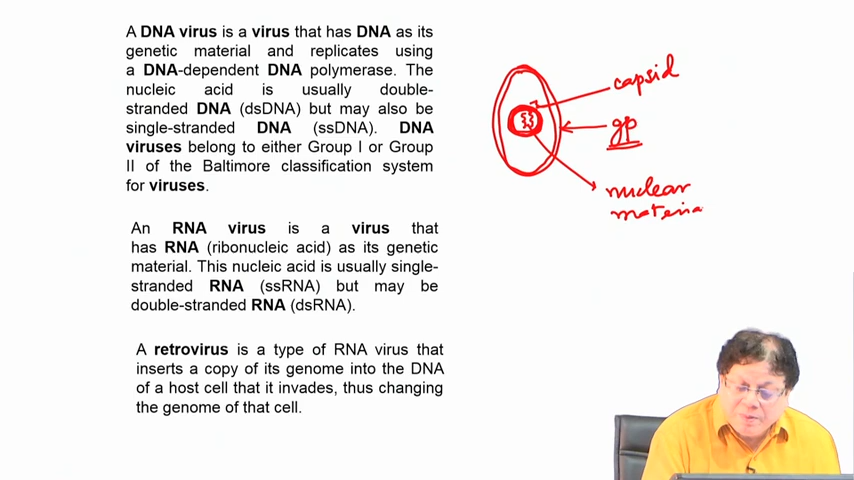 A DNA virus is a virus that has DNA as its
genetic material and replicates using
a DNA-dependent DNA polymerase. The
nucleic acid is usually double-
stranded DNA (dsDNA) but may also be
single-stranded DNA (ssDNA). DNA
viruses belong to either Group I or Group
II of the Baltimore classification system
for viruses.
An RNA virus is a virus that
has RNA (ribonucleic acid) as its genetic
material. This nucleic acid is usually single-
stranded RNA (ssRNA) but may be
double-stranded RNA (dsRNA).
A retrovirus is a type of RNA virus that
inserts a copy of its genome into the DNA
of a host cell that it invades, thus changing
the genome of that cell.
capsid
gp
nuclear
materia